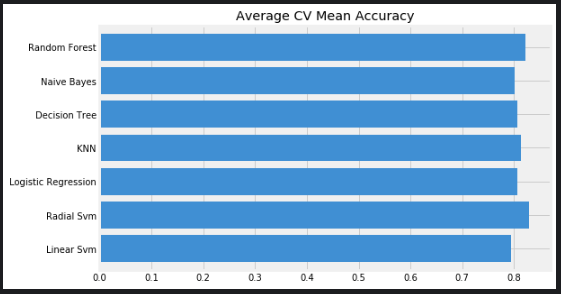 Average CV Mean Accuracy
Random Forest
Naive Bayes
Decision Tree
KNN
Logistic Regression
Radial Svm
Linear Svm
0.0 0.1 0.2 0.3 0.4 0.5 0.6 0.7 0.8